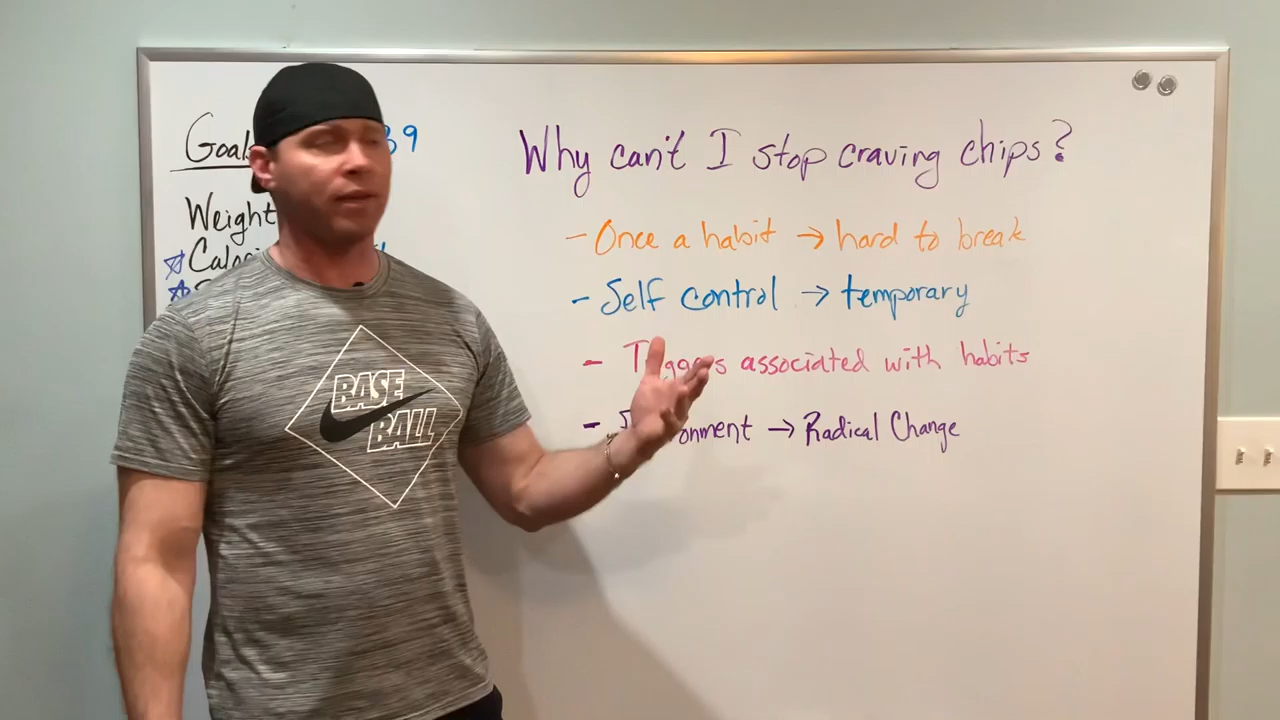 Goal
39
Weight
Why can't I stop craving chips?
- Once a habit → hard to break
- Self control → temporary
- associated with habits
- → Radical Change
BASE
BALL